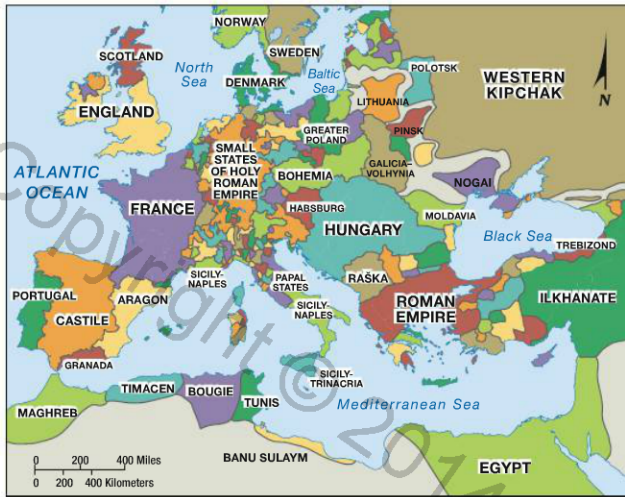 NORWAY
SWEDEN
SCOTLAND
North
Sea
DENMARK
Baltic
Sea
POLOTSK
WESTERN
KIPCHAK
N
LITHUANIA
ENGLAND
PINSK
GREATER
POLAND
SMALL
STATES
OF HOLY
ROMAN
EMPIRE
GALICIA–
VOLHYNIA
BOHEMIA
ATLANTIC
OCEAN
NOGAI
FRANCE
HABSBURG
HUNGARY
MOLDAVIA
Black Sea
TREBIZOND
SICILY-
NAPLES
PAPAL
STATES
RAŠKA
PORTUGAL
ARAGON
SICILY-
NAPLES
ROMAN
EMPIRE
ILKHANATE
CASTILE
GRANADA
SICILY-
TRINACRIA
TIMACEN
BOUGIE
TUNIS
Mediterranean Sea
MAGHREB
BANU SULAYM
EGYPT
0 200 400 Miles
0 200 400 Kilometers
Copyright © 2014